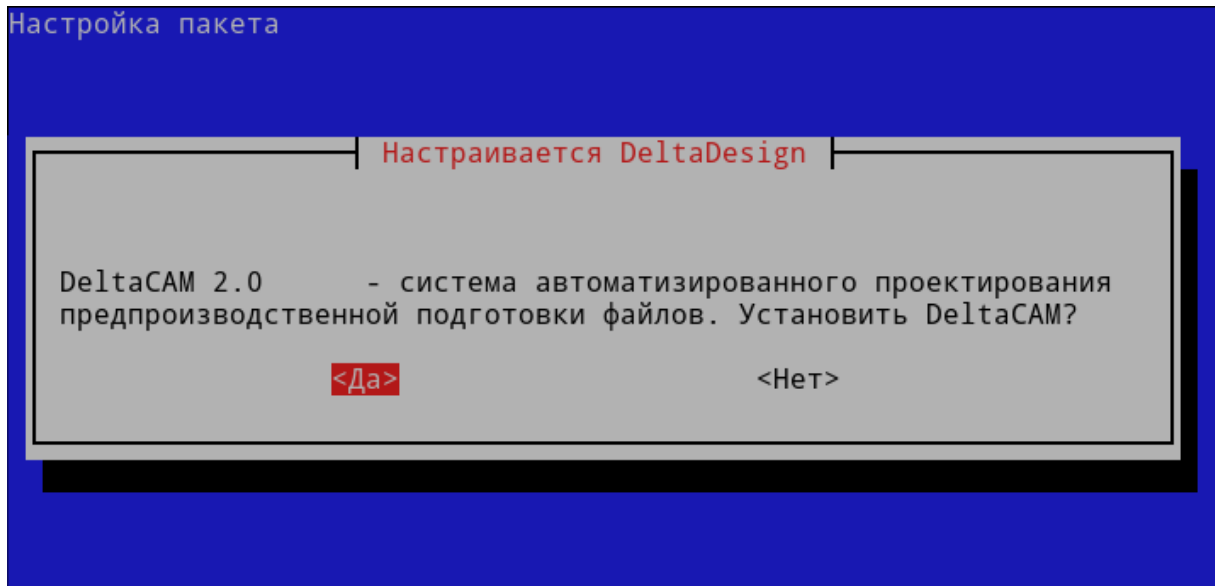 Настройка пакета
Настраивается DeltaDesign
DeltaCAM 2.0 - система автоматизированного проектирования
предпроизводственной подготовки файлов. Установить DeltaCAM?
<Да> <Нет>